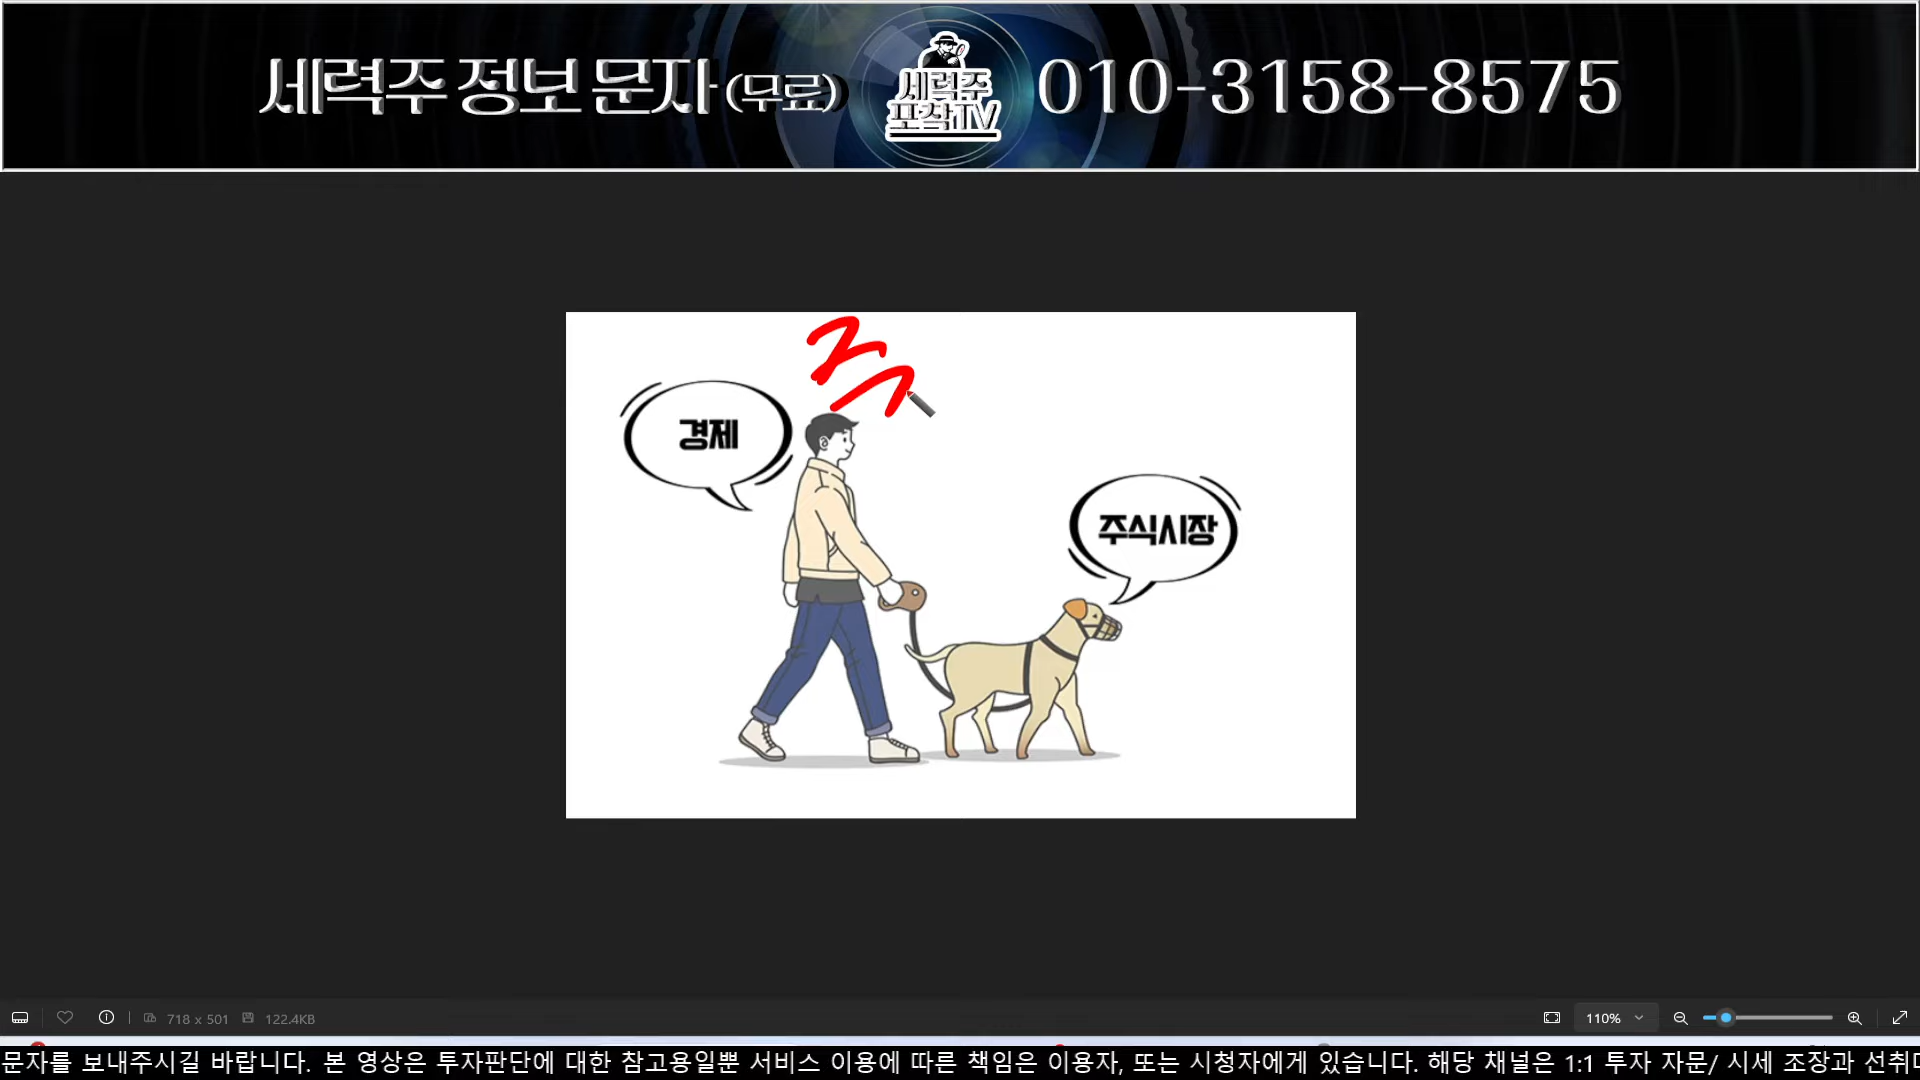 세력주 정보 문자 (무료)
세력주
포착TV
010-3158-8575
경제
주식시장
718 x 501
122.4KB
110%
문자를 보내주시길 바랍니다. 본 영상은 투자판단에 대한 참고용일뿐 서비스 이용에 따른 책임은 이용자, 또는 시청자에게 있습니다. 해당 채널은 1:1 투자 자문/ 시세 조장과 선취매